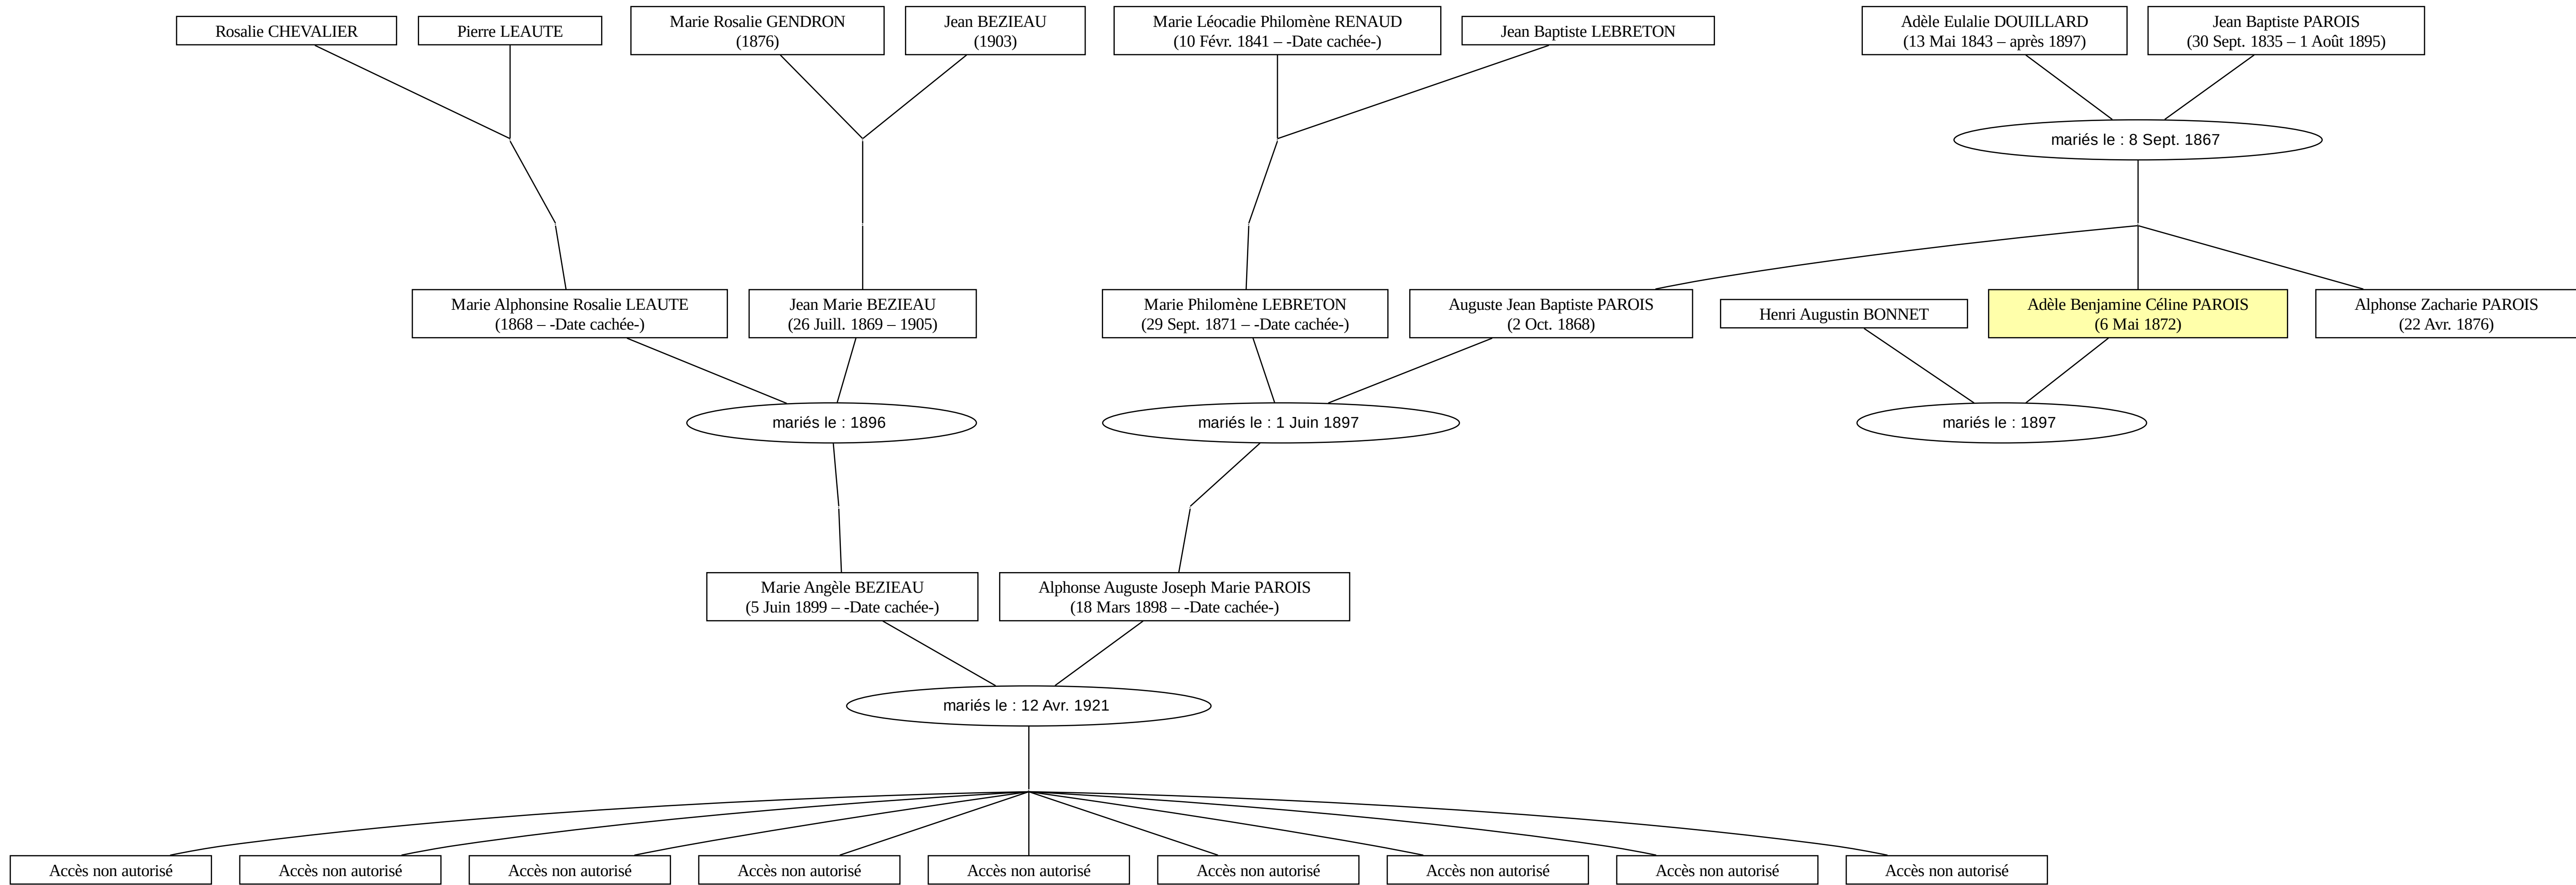 Rosalie CHEVALIER
Pierre LEAUTE
Marie Rosalie GENDRON
(1876)
Jean BEZIEAU
(1903)
Marie Léocadie Philomène RENAUD
(10 Févr. 1841 – -Date cachée-)
Jean Baptiste LEBRETON
Adèle Eulalie DOUILLARD
(13 Mai 1843 – après 1897)
Jean Baptiste PAROIS
(30 Sept. 1835 – 1 Août 1895)
mariés le : 8 Sept. 1867
Marie Alphonsine Rosalie LEAUTE
(1868 – -Date cachée-)
Jean Marie BEZIEAU
(26 Juill. 1869 – 1905)
Marie Philomène LEBRETON
(29 Sept. 1871 – -Date cachée-)
Auguste Jean Baptiste PAROIS
(2 Oct. 1868)
Henri Augustin BONNET
Adèle Benjamine Céline PAROIS
(6 Mai 1872)
Alphonse Zacharie PAROIS
(22 Avr. 1876)
mariés le : 1896
mariés le : 1 Juin 1897
mariés le : 1897
Marie Angèle BEZIEAU
(5 Juin 1899 – -Date cachée-)
Alphonse Auguste Joseph Marie PAROIS
(18 Mars 1898 – -Date cachée-)
mariés le : 12 Avr. 1921
Accès non autorisé
Accès non autorisé
Accès non autorisé
Accès non autorisé
Accès non autorisé
Accès non autorisé
Accès non autorisé
Accès non autorisé
Accès non autorisé